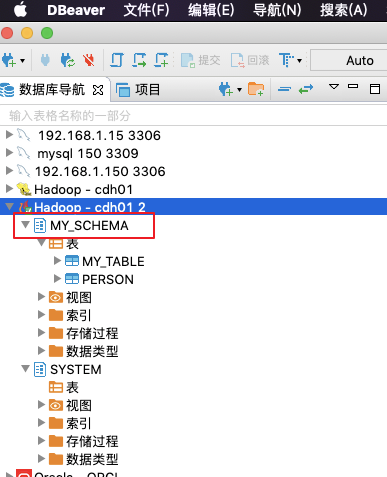 DBeaver 文件(F) 编辑(E) 导航(N) 搜索(A)
提交 回滚 Auto
数据库导航 项目
输入表格名称的一部分
192.168.1.15 3306
mysql 150 3309
192.168.1.150 3306
Hadoop - cdh01
Hadoop - cdh01 2
MY_SCHEMA
表
MY_TABLE
PERSON
视图
索引
存储过程
数据类型
SYSTEM
表
视图
索引
存储过程
数据类型